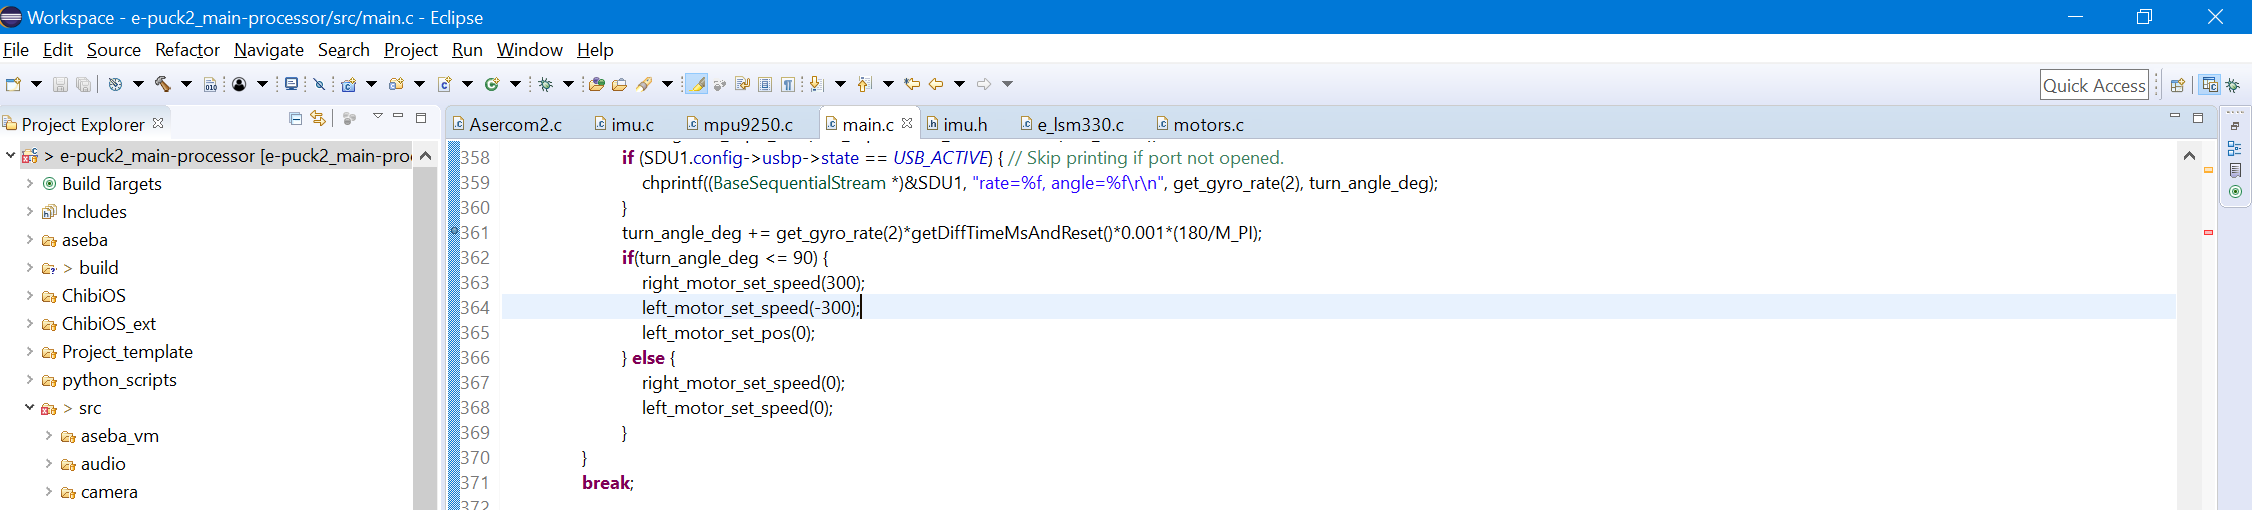 Workspace - e-puck2_main-processor/src/main.c - Eclipse
File Edit Source Refactor Navigate Search Project Run Window Help
Quick Access
Project Explorer
Asercom2.c imu.c mpu9250.c main.c imu.h e_lsm330.c motors.c
> e-puck2_main-processor [e-puck2_main-pro
Build Targets
Includes
aseba
> build
ChibiOS
ChibiOS_ext
Project_template
python_scripts
> src
aseba_vm
audio
camera
358 if (SDU1.config->usbp->state == USB_ACTIVE) { // Skip printing if port not opened.
359 chprintf((BaseSequentialStream *)&SDU1, "rate=%f, angle=%f\r\n", get_gyro_rate(2), turn_angle_deg);
360 }
361 turn_angle_deg += get_gyro_rate(2)*getDiffTimeMsAndReset()*0.001*(180/M_PI);
362 if(turn_angle_deg <= 90) {
363 right_motor_set_speed(300);
364 left_motor_set_speed(-300);
365 left_motor_set_pos(0);
366 } else {
367 right_motor_set_speed(0);
368 left_motor_set_speed(0);
369 }
370 }
371 break;
372